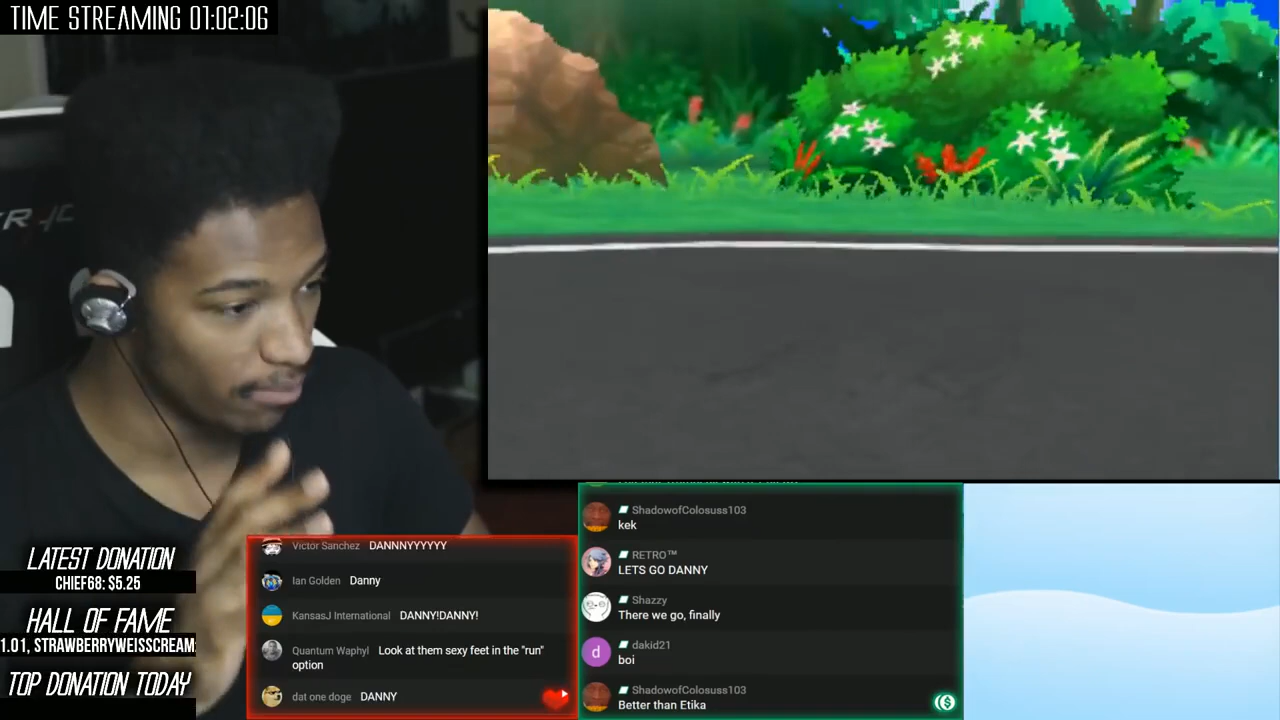 TIME STREAMING 01:02:06
LATEST DONATION
CHIEF68: $5.25
HALL OF FAME
1.01, STRAWBERRYWEISSCREAM
TOP DONATION TODAY
Victor Sanchez DANNNYYYYYY
Ian Golden Danny
KansasJ International DANNY!DANNY!
Quantum Waphyl Look at them sexy feet in the "run"
option
dat one doge DANNY
ShadowofColosuss103
kek
RETRO™
LETS GO DANNY
Shazzy
There we go, finally
d
dakid21
boi
ShadowofColosuss103
Better than Etika